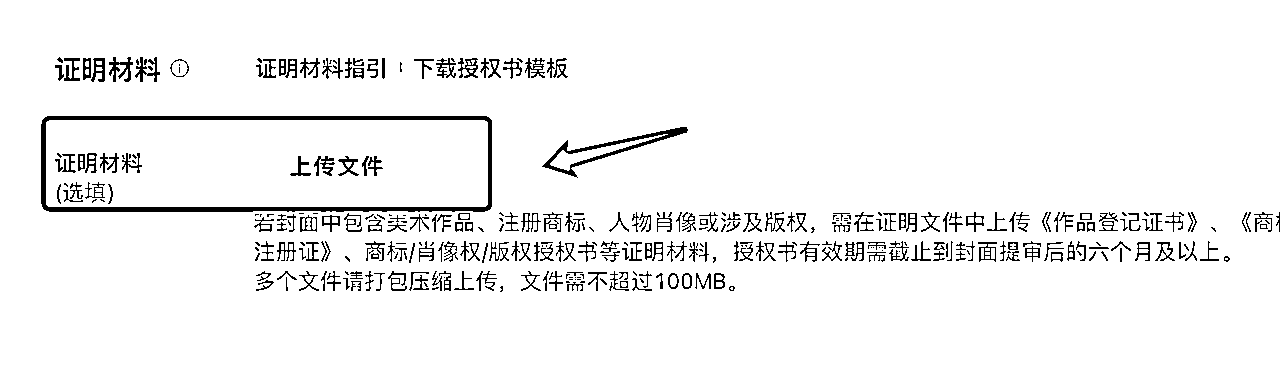 证明材料 ⓘ 证明材料指引 | 下载授权书模板
证明材料 上传文件
(选填)
若封面中包含美术作品、注册商标、人物肖像或涉及版权，需在证明文件中上传《作品登记证书》、《商标
注册证》、商标/肖像权/版权授权书等证明材料，授权书有效期需截止到封面提审后的六个月及以上。
多个文件请打包压缩上传，文件需不超过100MB。